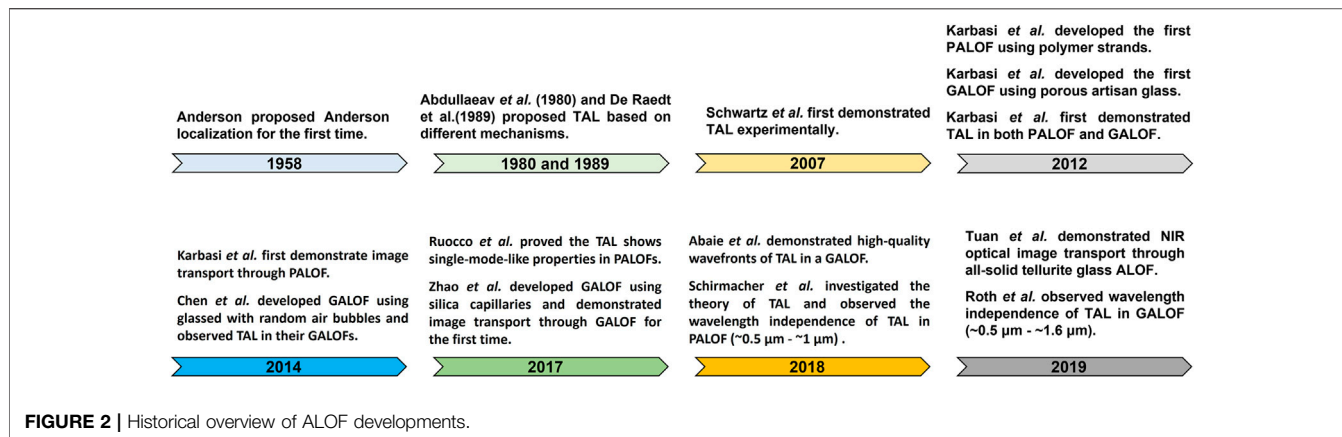 Anderson proposed Anderson
localization for the first time.
1958
Abdullaeav et al. (1980) and De Raedt
et al.(1989) proposed TAL based on
different mechanisms.
1980 and 1989
Schwartz et al. first demonstrated
TAL experimentally.
2007
Karbasi et al. developed the first
PALOF using polymer strands.
Karbasi et al. developed the first
GALOF using porous artisan glass.
Karbasi et al. first demonstrated
TAL in both PALOF and GALOF.
2012
Karbasi et al. first demonstrate image
transport through PALOF.
Chen et al. developed GALOF using
glassed with random air bubbles and
observed TAL in their GALOFs.
2014
Ruocco et al. proved the TAL shows
single-mode-like properties in PALOFs.
Zhao et al. developed GALOF using
silica capillaries and demonstrated
image transport through GALOF for
the first time.
2017
Abaie et al. demonstrated high-quality
wavefronts of TAL in a GALOF.
Schirmacher et al. investigated the
theory of TAL and observed the
wavelength independence of TAL in
PALOF (~0.5 μm - ~1 μm) .
2018
Tuan et al. demonstrated NIR
optical image transport through
all-solid tellurite glass ALOF.
Roth et al. observed wavelength
independence of TAL in GALOF
(~0.5 μm - ~1.6 μm).
2019
FIGURE 2 | Historical overview of ALOF developments.